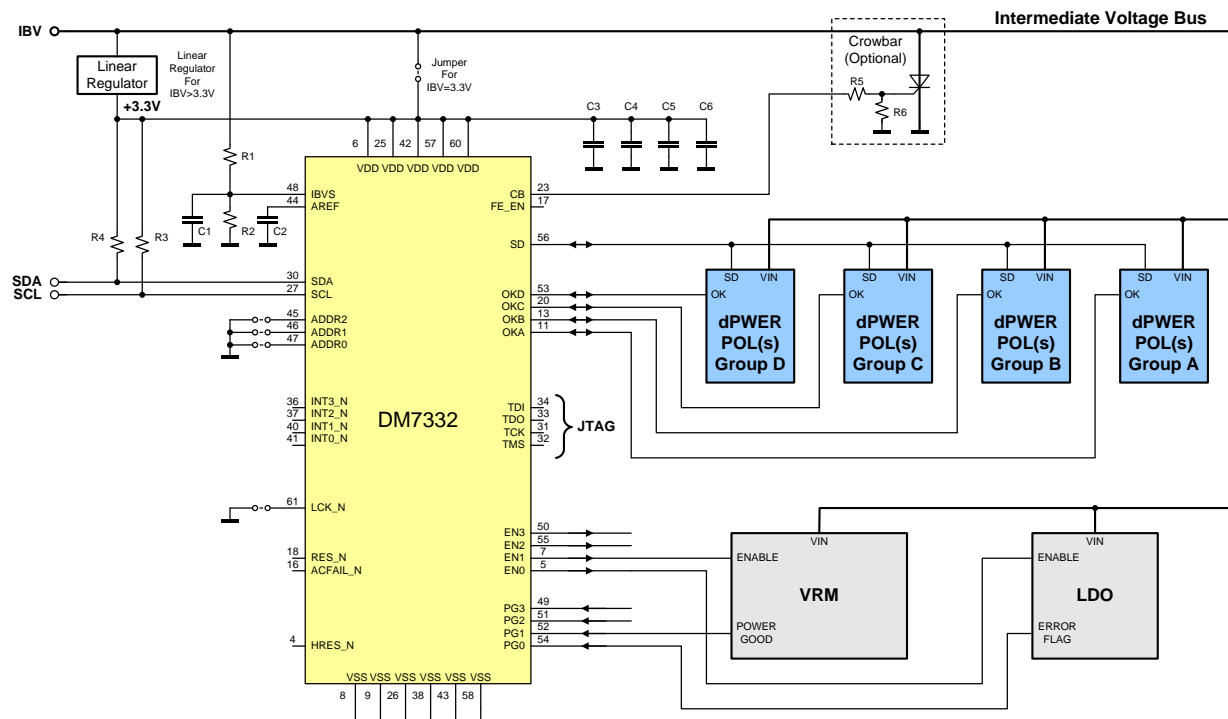 Intermediate Voltage Bus
IBV
Linear
Regulator
Linear
Regulator
For
IBV>3.3V
Jumper
For
IBV=3.3V
Crowbar
(Optional)
R5
R6
+3.3V
C3 C4 C5 C6
6 25 42 57 60
VDD VDD VDD VDD VDD
R1
48 IBVS
44 AREF
C1 R2 C2
R4 R3
CB 23
FE_EN 17
SD 56
SDA 30 SDA
SCL 27 SCL
45 ADDR2
46 ADDR1
47 ADDR0
OKD 53
OKC 20
OKB 13
OKA 11
SD VIN
OK
dPWER
POL(s)
Group D
SD VIN
OK
dPWER
POL(s)
Group C
SD VIN
OK
dPWER
POL(s)
Group B
SD VIN
OK
dPWER
POL(s)
Group A
36 INT3_N
37 INT2_N
40 INT1_N
41 INT0_N
DM7332
TDI 34
TDO 33
TCK 31
TMS 32
JTAG
61 LCK_N
18 RES_N
16 ACFAIL_N
EN3 50
EN2 55
EN1 7
EN0 5
PG3 49
PG2 51
PG1 52
PG0 54
4 HRES_N
VIN
ENABLE
VRM
POWER
GOOD
VIN
ENABLE
LDO
ERROR
FLAG
VSS VSS VSS VSS VSS VSS
8 9 26 38 43 58